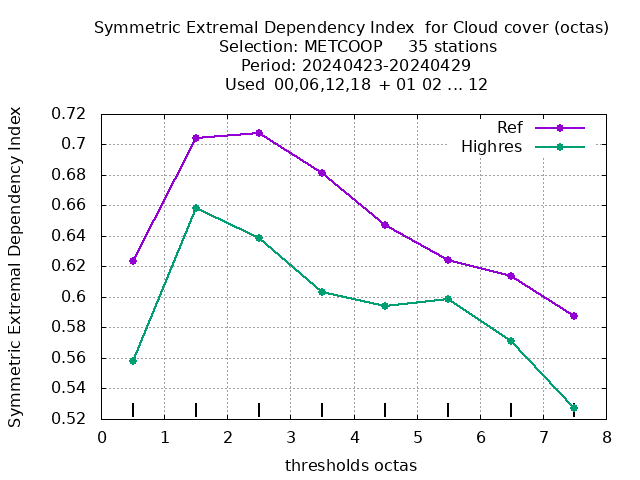 Symmetric Extremal Dependency Index  for Cloud cover (octas)
Selection: METCOOP     35 stations
Period: 20240423-20240429
Used  00,06,12,18 + 01 02 ... 12
Symmetric Extremal Dependency Index
0.72
0.7
0.68
0.66
0.64
0.62
0.6
0.58
0.56
0.54
0.52
Ref
Highres
0 1 2 3 4 5 6 7 8
thresholds octas